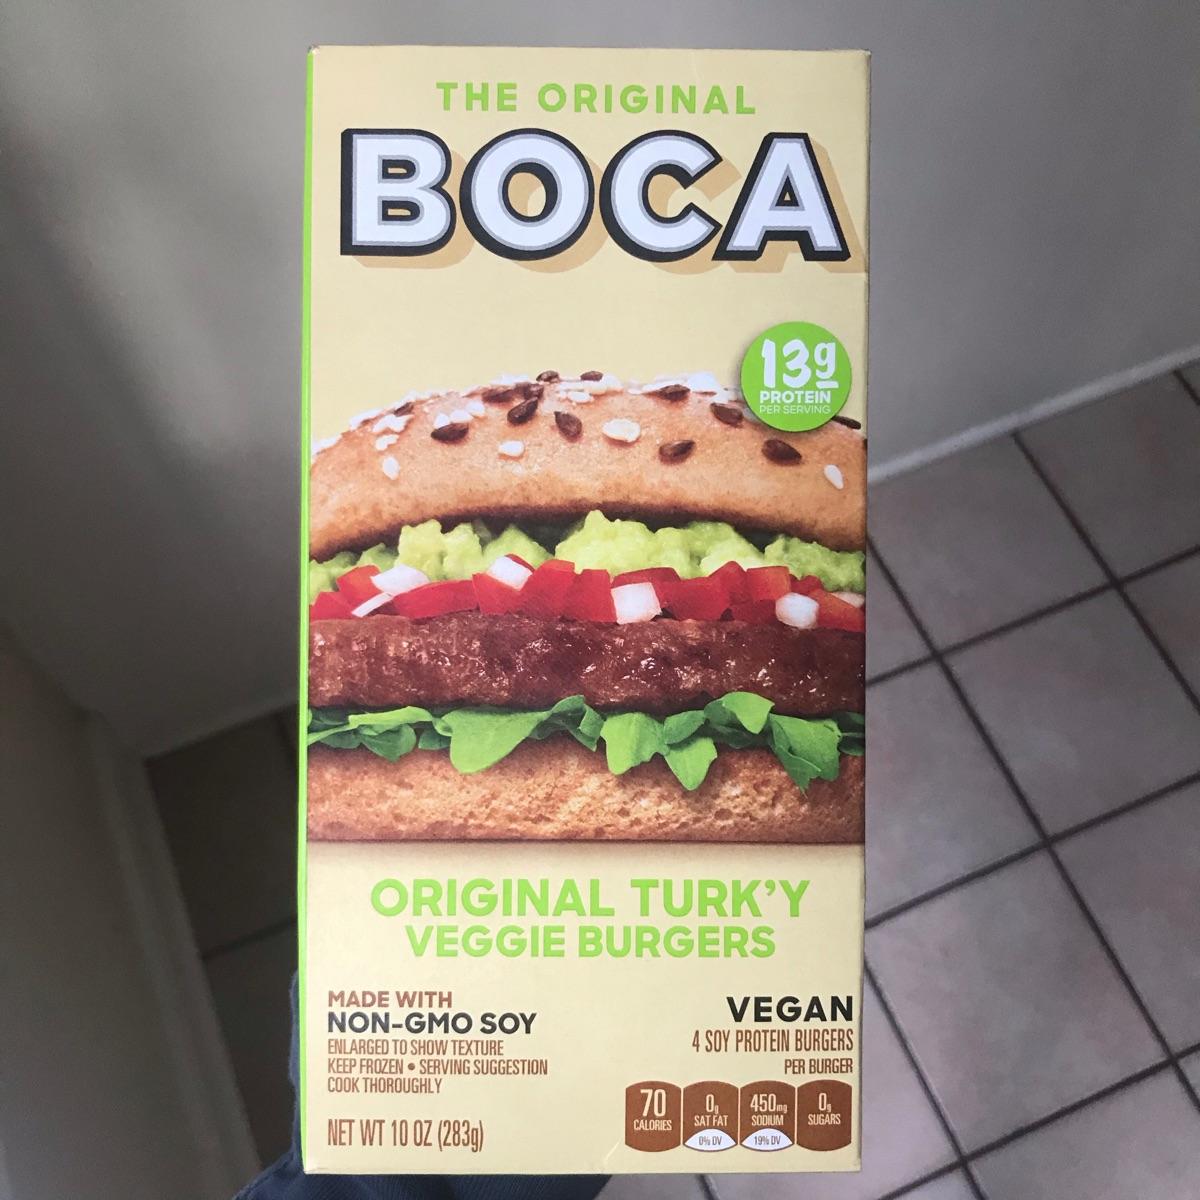 THE ORIGINAL
BOCA
13g
PROTEIN
PER SERVING
ORIGINAL TURK'Y
VEGGIE BURGERS
MADE WITH
NON-GMO SOY
ENLARGED TO SHOW TEXTURE
KEEP FROZEN • SERVING SUGGESTION
COOK THOROUGHLY
NET WT 10 OZ (283g)
VEGAN
4 SOY PROTEIN BURGERS
PER BURGER
70
CALORIES
0g
SAT FAT
0% DV
450mg
SODIUM
19% DV
0g
SUGARS